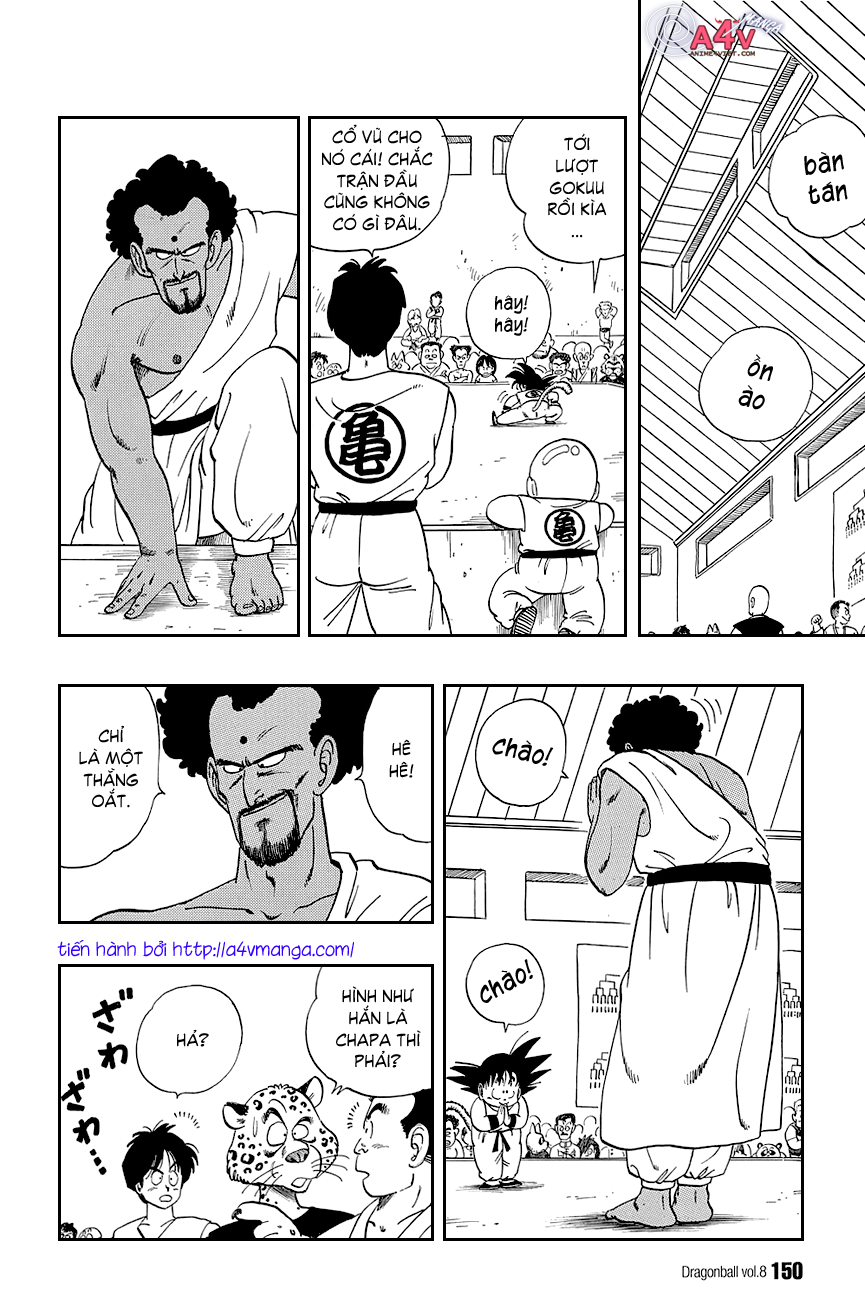 A4V
MANGA
ANIME4VIET.COM
bàn
tán
ồn
ào
TỚI
LƯỢT
GOKUU
RỒI KÌA
...
CỔ VŨ CHO
NÓ CÁI! CHẮC
TRẬN ĐẦU
CŨNG KHÔNG
CÓ GÌ ĐÂU.
hây!
hây!
亀
亀
chào!
chào!
HÊ
HÊ!
CHỈ
LÀ MỘT
THẰNG
OẮT.
tiến hành bởi http://a4vmanga.com/
HÌNH NHƯ
HẮN LÀ
CHAPA THÌ
PHẢI?
HẢ?
ざわ
ざわ...
Dragonball vol.8 150